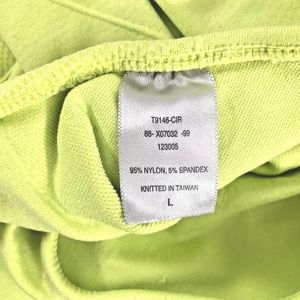 T9146-CIR
88- X07032 -99
123005
95% NYLON, 5% SPANDEX
KNITTED IN TAIWAN
L